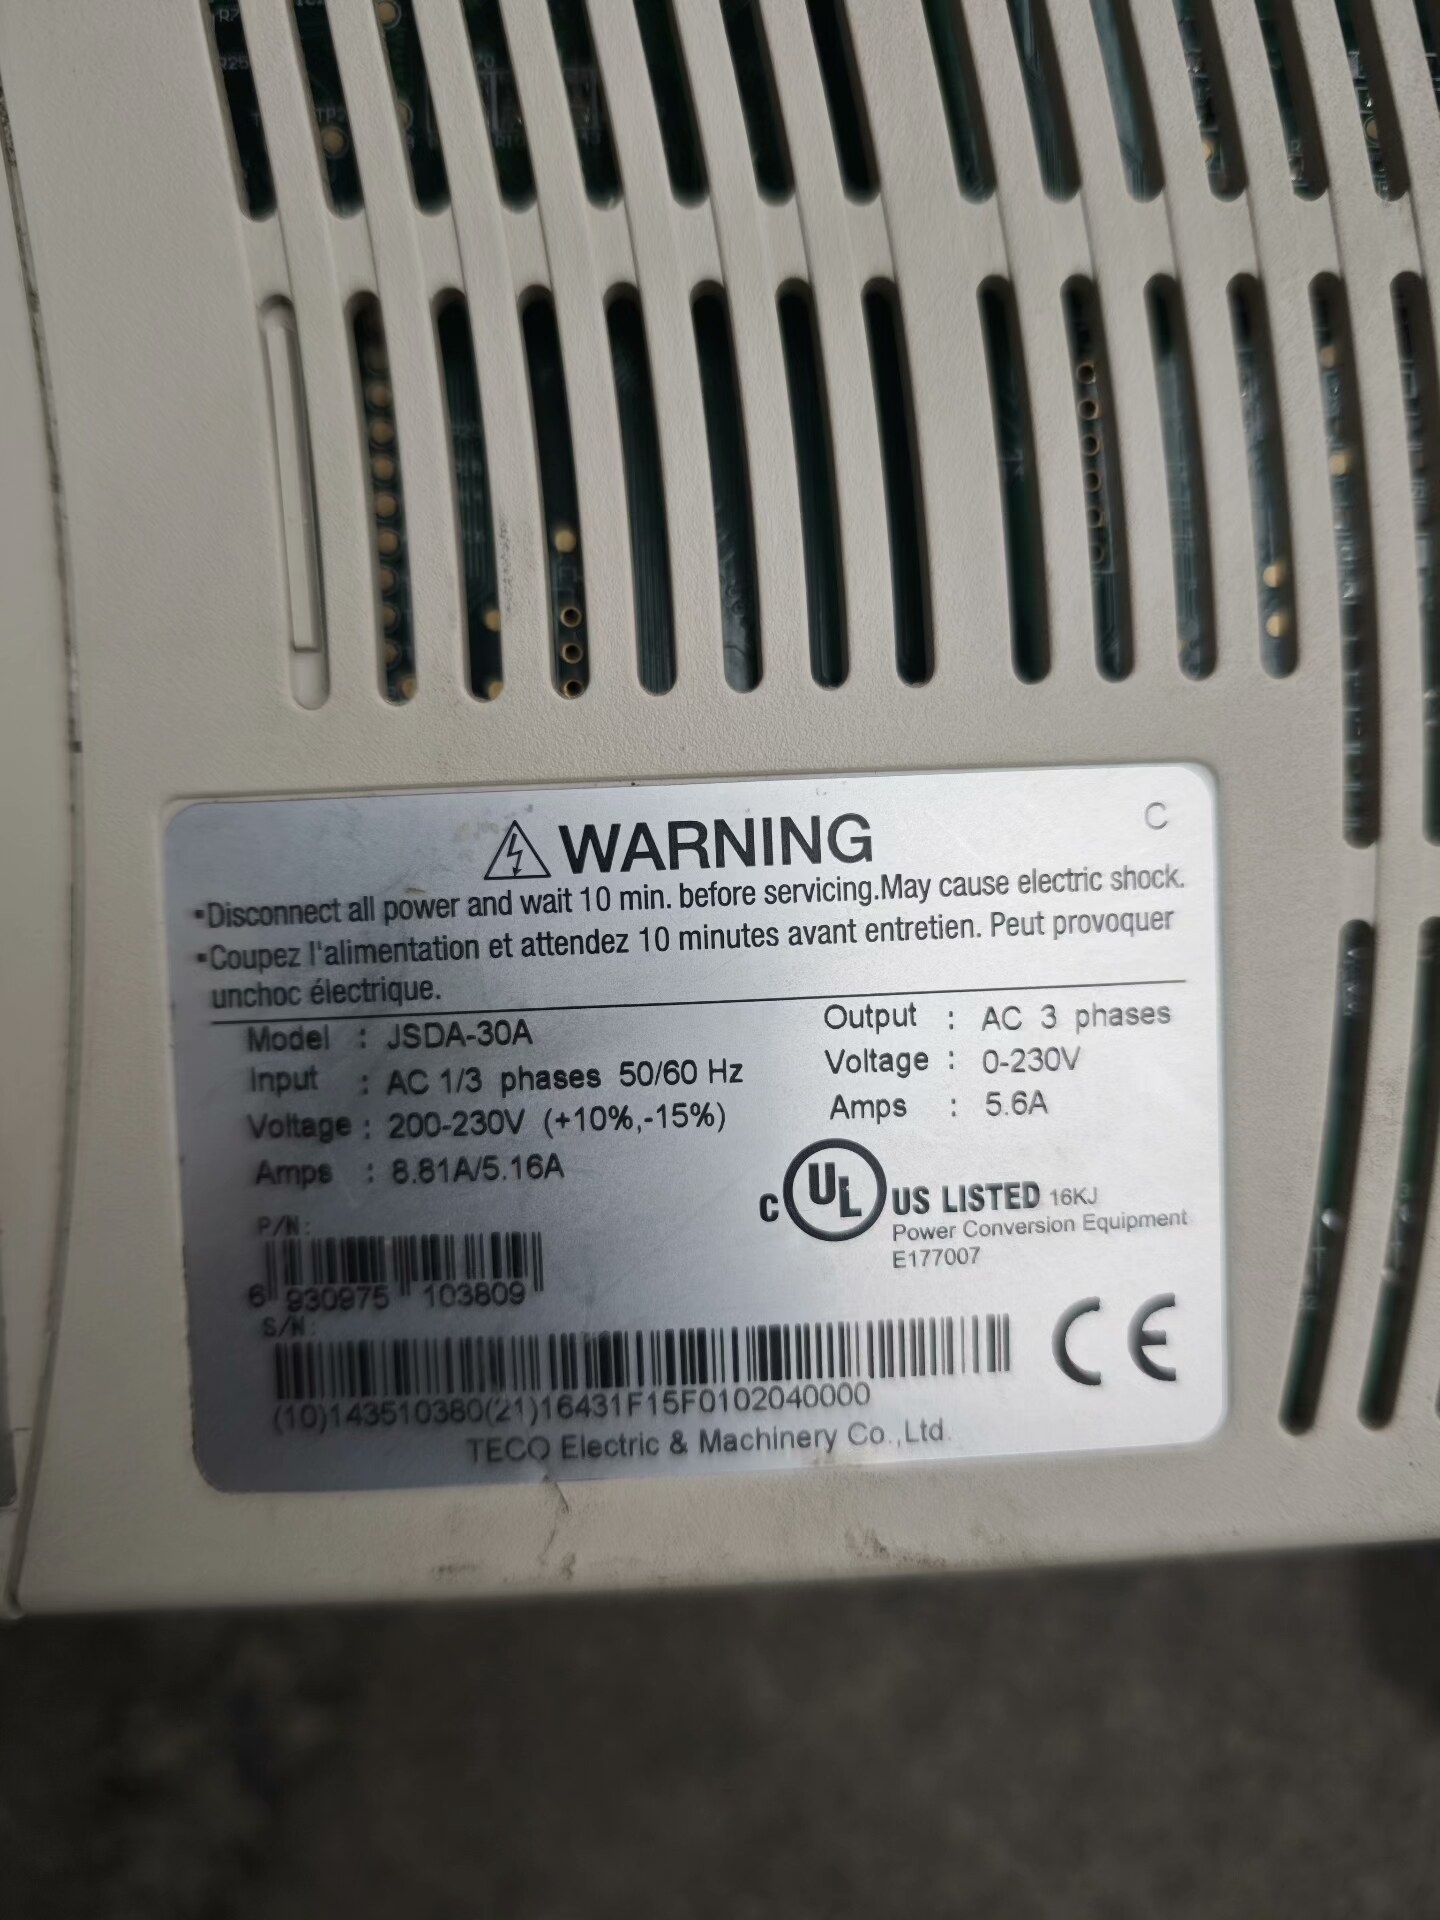 C
WARNING
▪Disconnect all power and wait 10 min. before servicing.May cause electric shock.
▪Coupez l'alimentation et attendez 10 minutes avant entretien. Peut provoquer
unchoc électrique.
Model : JSDA-30A
Input : AC 1/3 phases 50/60 Hz
Voltage : 200-230V (+10%,-15%)
Amps : 8.81A/5.16A
Output : AC 3 phases
Voltage : 0-230V
Amps : 5.6A
C UL US LISTED 16KJ
Power Conversion Equipment
E177007
P/N:
6 930975 103809
S/N:
(10)143510380(21)16431F15F0102040000
CE
TECO Electric & Machinery Co.,Ltd.